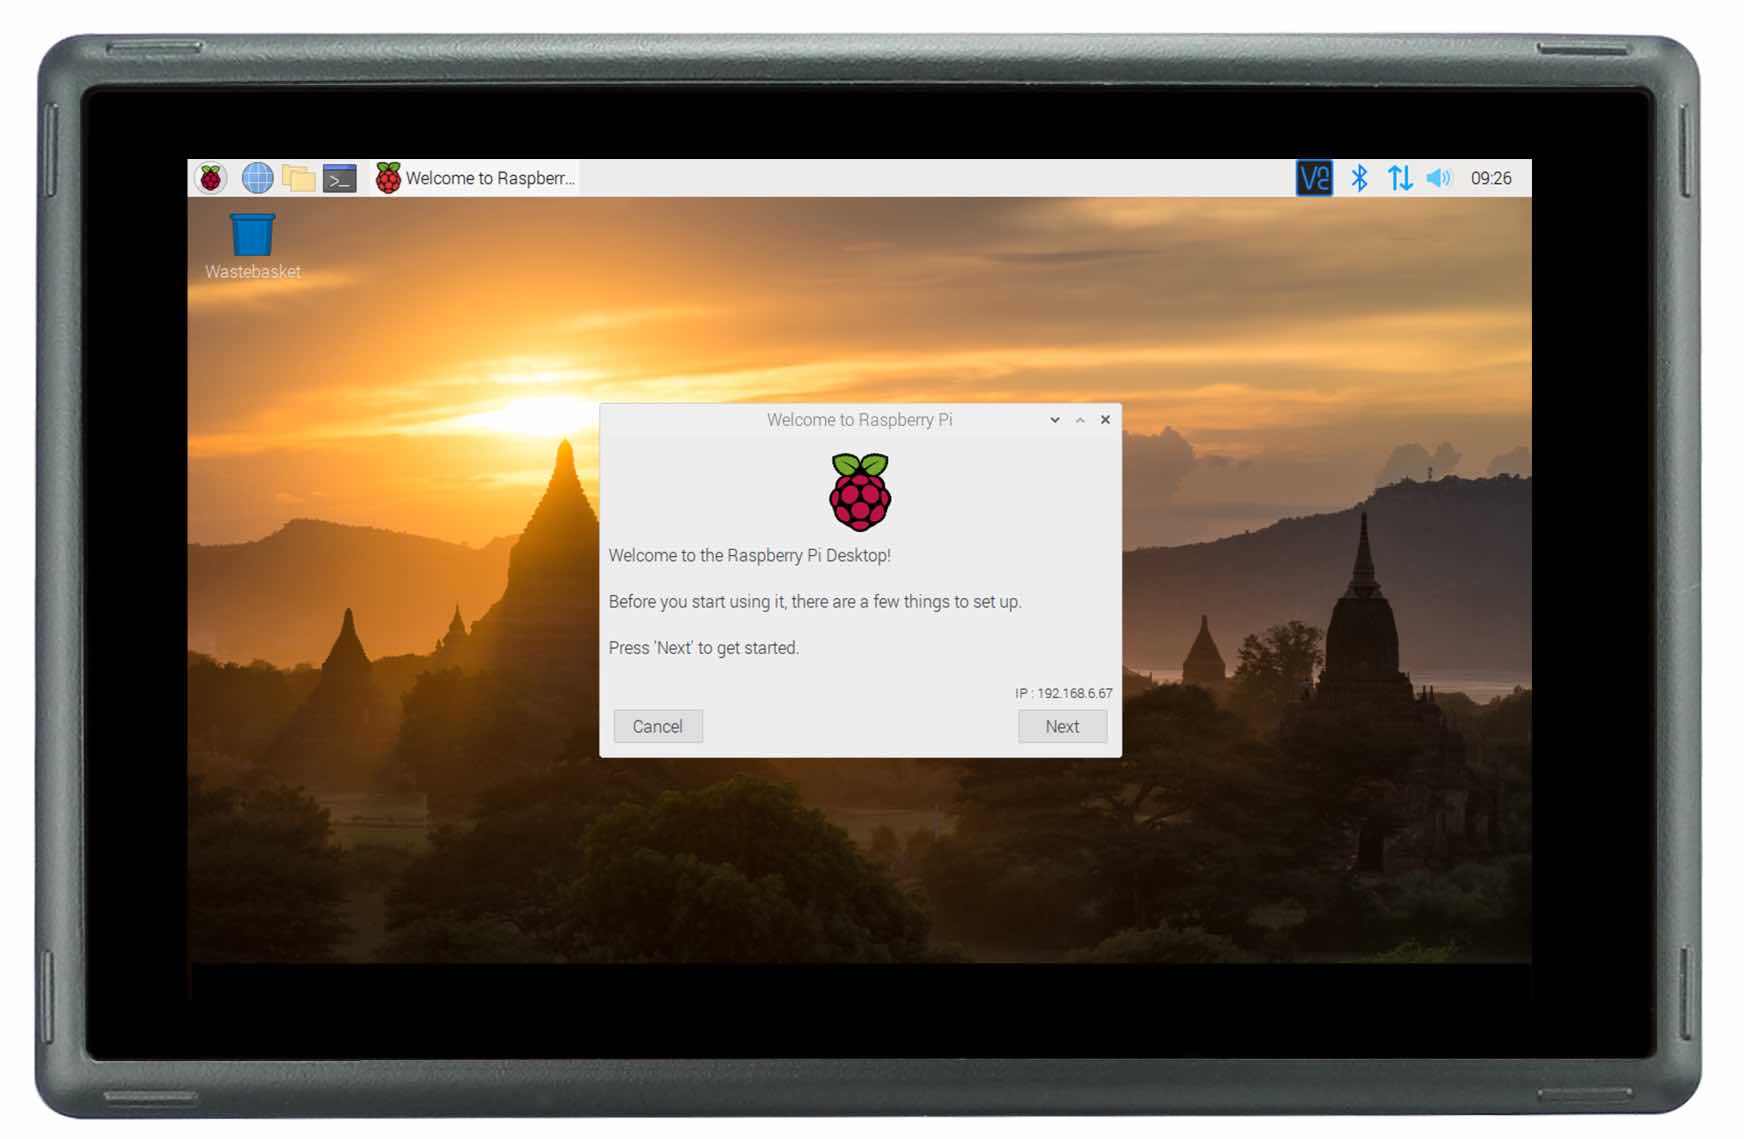 Welcome to Raspberr...
09:26
Wastebasket
Welcome to Raspberry Pi
Welcome to the Raspberry Pi Desktop!
Before you start using it, there are a few things to set up.
Press 'Next' to get started.
IP : 192.168.6.67
Cancel
Next